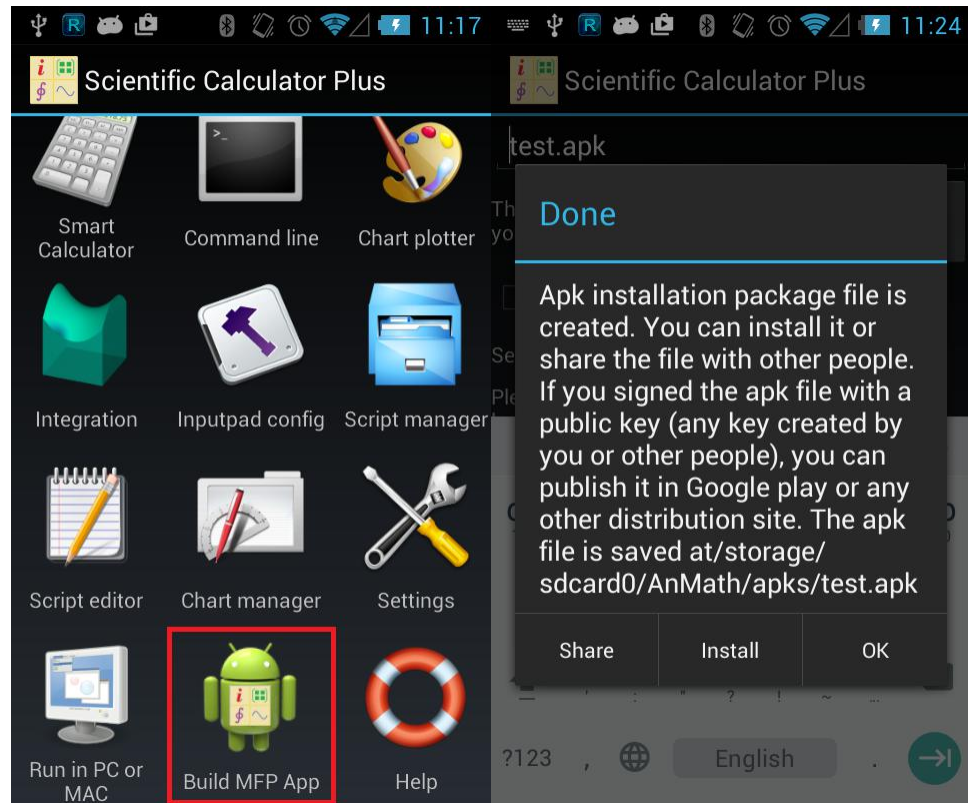 11:17
Scientific Calculator Plus
Smart
Calculator
Command line
Chart plotter
Integration
Inputpad config
Script manager
Script editor
Chart manager
Settings
Run in PC or
MAC
Build MFP App
Help
11:24
Scientific Calculator Plus
test.apk
Th
yo
Done
Apk installation package file is
created. You can install it or
share the file with other people.
If you signed the apk file with a
public key (any key created by
you or other people), you can
publish it in Google play or any
other distribution site. The apk
file is saved at/storage/
sdcard0/AnMath/apks/test.apk
Se
Ple
Share
Install
OK
?123 , English .